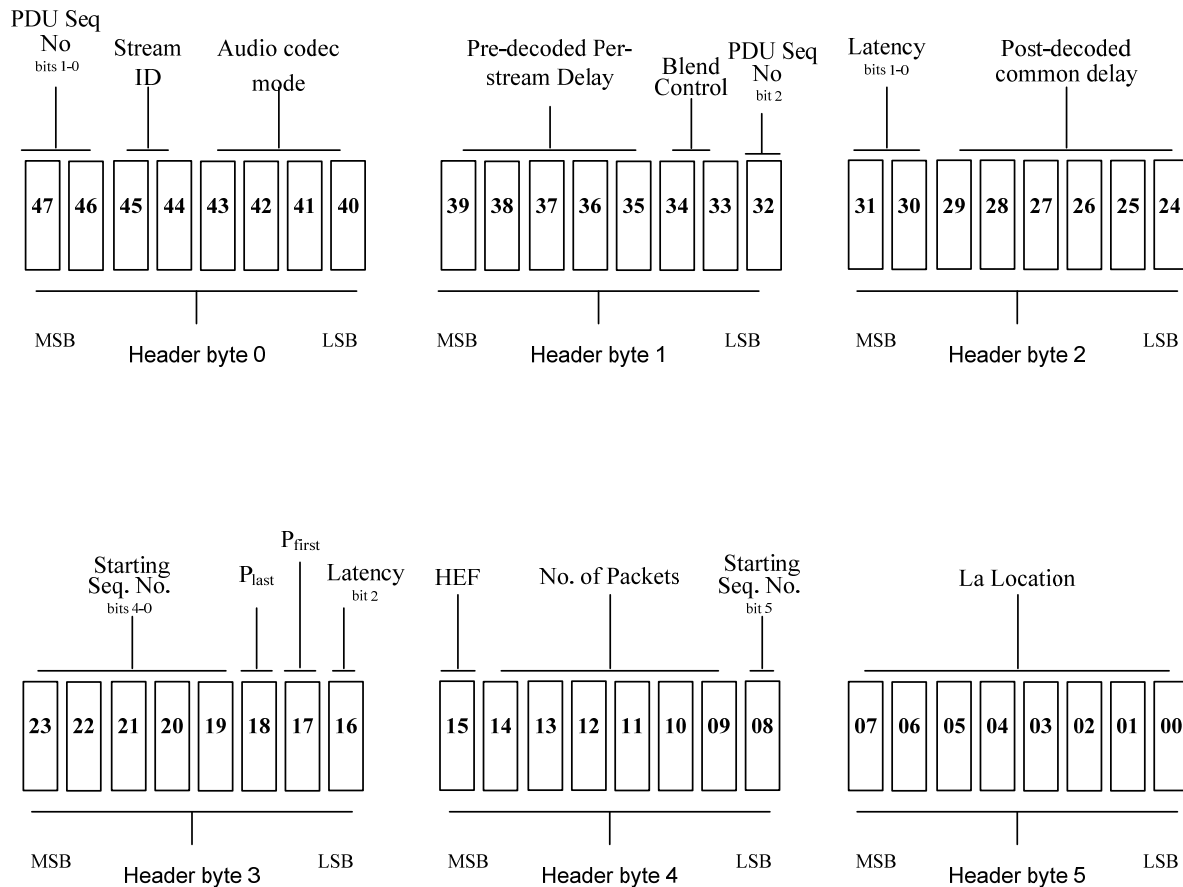 PDU Seq
No
bits 1-0
Stream
ID
Audio codec
mode
47 46 45 44 43 42 41 40
MSB
LSB
Header byte 0
Pre-decoded Per-
stream Delay
Blend
Control
PDU Seq
No
bit 2
39 38 37 36 35 34 33 32
MSB
LSB
Header byte 1
Latency
bits 1-0
Post-decoded
common delay
31 30 29 28 27 26 25 24
MSB
LSB
Header byte 2
Starting
Seq. No.
bits 4-0
Plast
Pfirst
Latency
bit 2
23 22 21 20 19 18 17 16
MSB
LSB
Header byte 3
HEF
No. of Packets
Starting
Seq. No.
bit 5
15 14 13 12 11 10 09 08
MSB
LSB
Header byte 4
La Location
07 06 05 04 03 02 01 00
MSB
LSB
Header byte 5